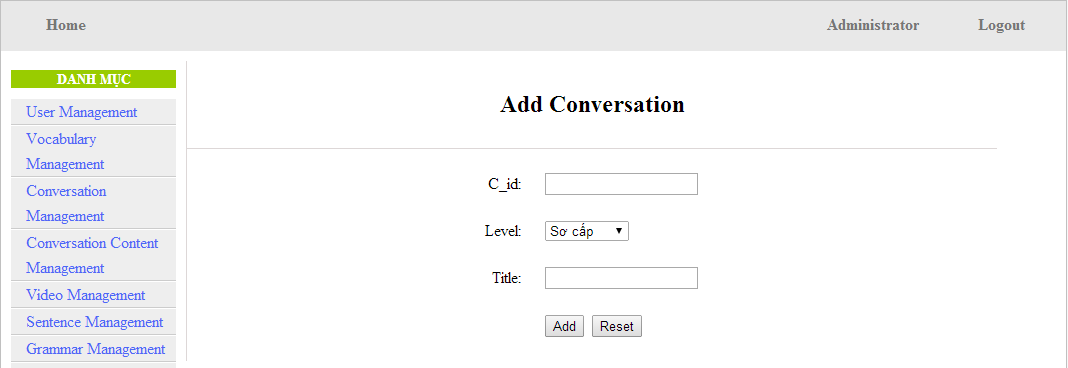 Home Administrator Logout
DANH MỤC
User Management
Vocabulary
Management
Conversation
Management
Conversation Content
Management
Video Management
Sentence Management
Grammar Management
Add Conversation
C_id:
Level: Sơ cấp
Title:
Add Reset